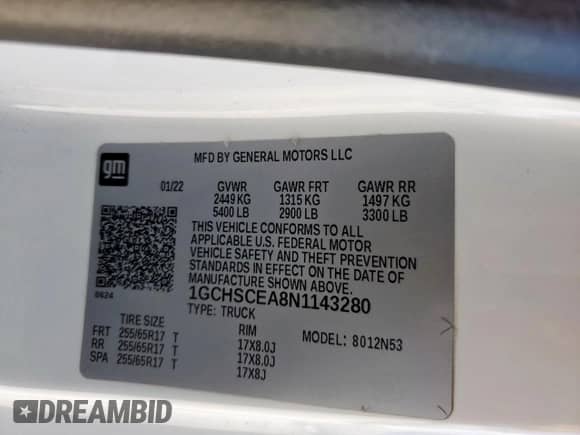 gm
MFD BY GENERAL MOTORS LLC
01/22 GVWR GAWR FRT GAWR RR
2449 KG 1315 KG 1497 KG
5400 LB 2900 LB 3300 LB
THIS VEHICLE CONFORMS TO ALL
APPLICABLE U.S. FEDERAL MOTOR
VEHICLE SAFETY AND THEFT PREVENTION
STANDARDS IN EFFECT ON THE DATE OF
MANUFACTURE SHOWN ABOVE.
0624
1GCHSCEA8N1143280
TYPE: TRUCK
TIRE SIZE RIM MODEL: 8012N53
FRT 255/65R17 T 17X8.0J
RR 255/65R17 T 17X8.0J
SPA 255/65R17 T 17X8J
DREAMBID